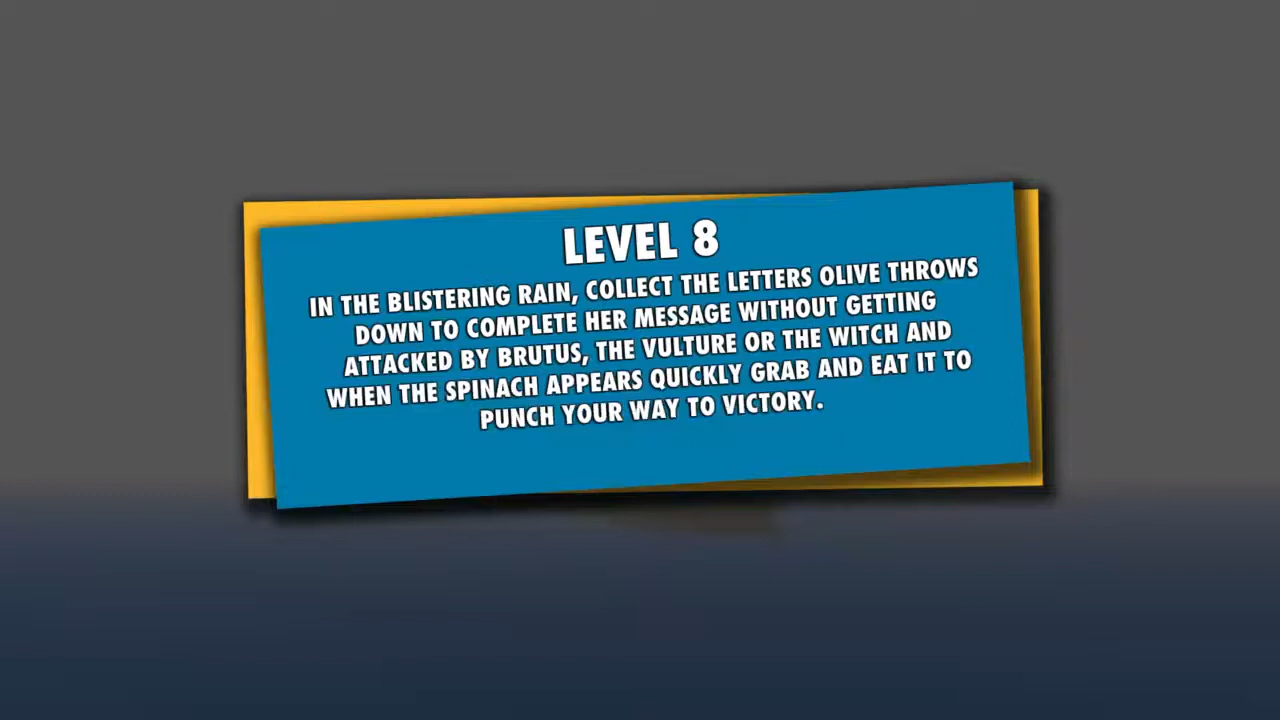 LEVEL 8
IN THE BLISTERING RAIN, COLLECT THE LETTERS OLIVE THROWS
DOWN TO COMPLETE HER MESSAGE WITHOUT GETTING
ATTACKED BY BRUTUS, THE VULTURE OR THE WITCH AND
WHEN THE SPINACH APPEARS QUICKLY GRAB AND EAT IT TO
PUNCH YOUR WAY TO VICTORY.